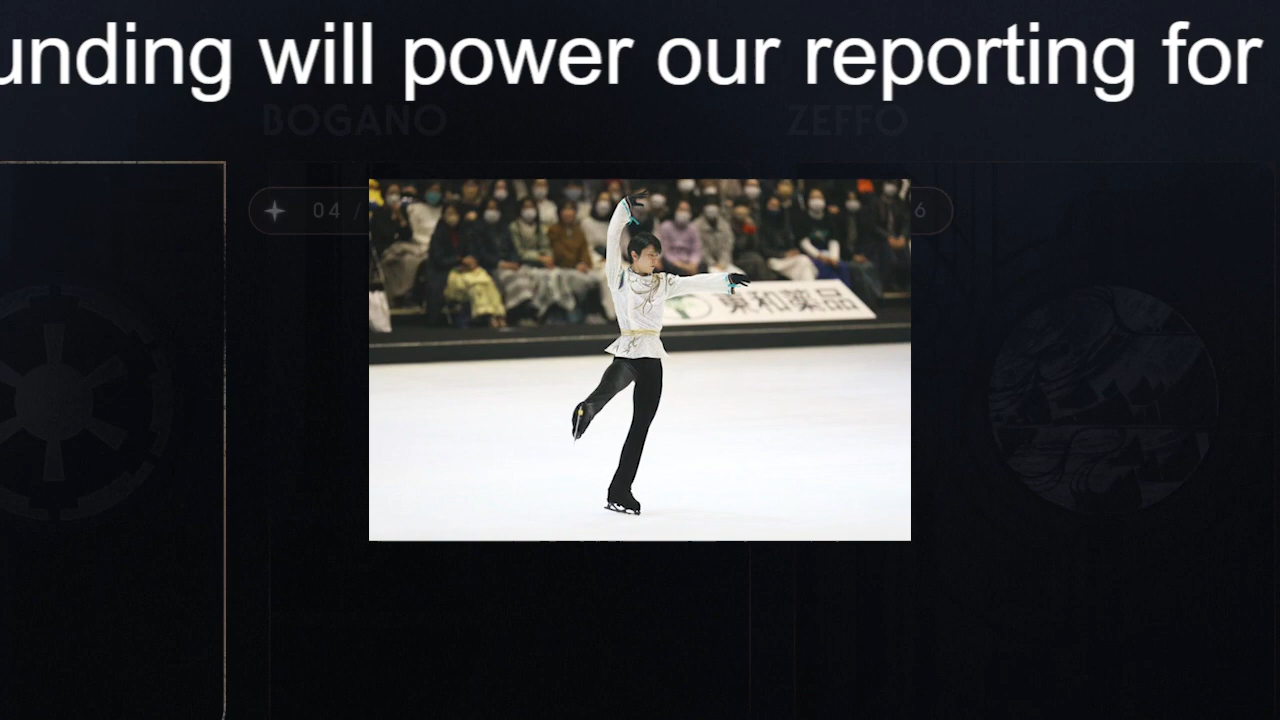 unding will power our reporting for
BOGANO
ZEFFO
04 /
6
東和薬品